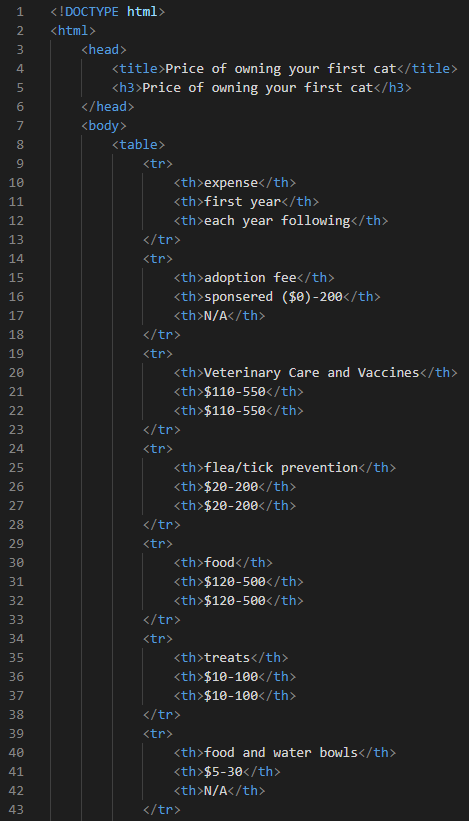 1 <!DOCTYPE html>
2 <html>
3 <head>
4 <title>Price of owning your first cat</title>
5 <h3>Price of owning your first cat</h3>
6 </head>
7 <body>
8 <table>
9 <tr>
10 <th>expense</th>
11 <th>first year</th>
12 <th>each year following</th>
13 </tr>
14 <tr>
15 <th>adoption fee</th>
16 <th>sponsered ($0)-200</th>
17 <th>N/A</th>
18 </tr>
19 <tr>
20 <th>Veterinary Care and Vaccines</th>
21 <th>$110-550</th>
22 <th>$110-550</th>
23 </tr>
24 <tr>
25 <th>flea/tick prevention</th>
26 <th>$20-200</th>
27 <th>$20-200</th>
28 </tr>
29 <tr>
30 <th>food</th>
31 <th>$120-500</th>
32 <th>$120-500</th>
33 </tr>
34 <tr>
35 <th>treats</th>
36 <th>$10-100</th>
37 <th>$10-100</th>
38 </tr>
39 <tr>
40 <th>food and water bowls</th>
41 <th>$5-30</th>
42 <th>N/A</th>
43 </tr>